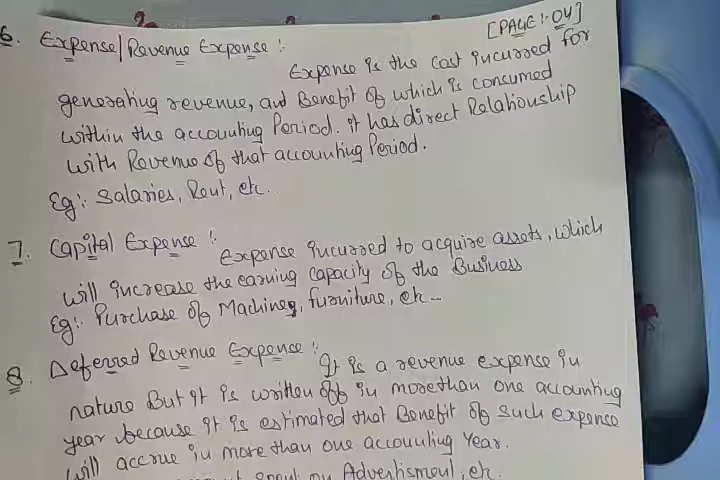 [PAGE:04]
6. Expense/Revenue Expense:
Expense is the cost incurred for
generating revenue, and Benefit of which is consumed
within the accounting Period. it has direct Relationship
with Revenue of that accounting Period.
Eg: Salaries, Rent, etc.
7. Capital Expense:
Expense incurred to acquire assets, which
will increase the earning capacity of the Business
Eg: Purchase of Machines, furniture, etc...
8. Deferred Revenue Expense:
It is a revenue expense in
nature But it is written off in more than one accounting
year because it is estimated that Benefit of such expense
will accrue in more than one accounting Year.
spent on Advertisment, etc.